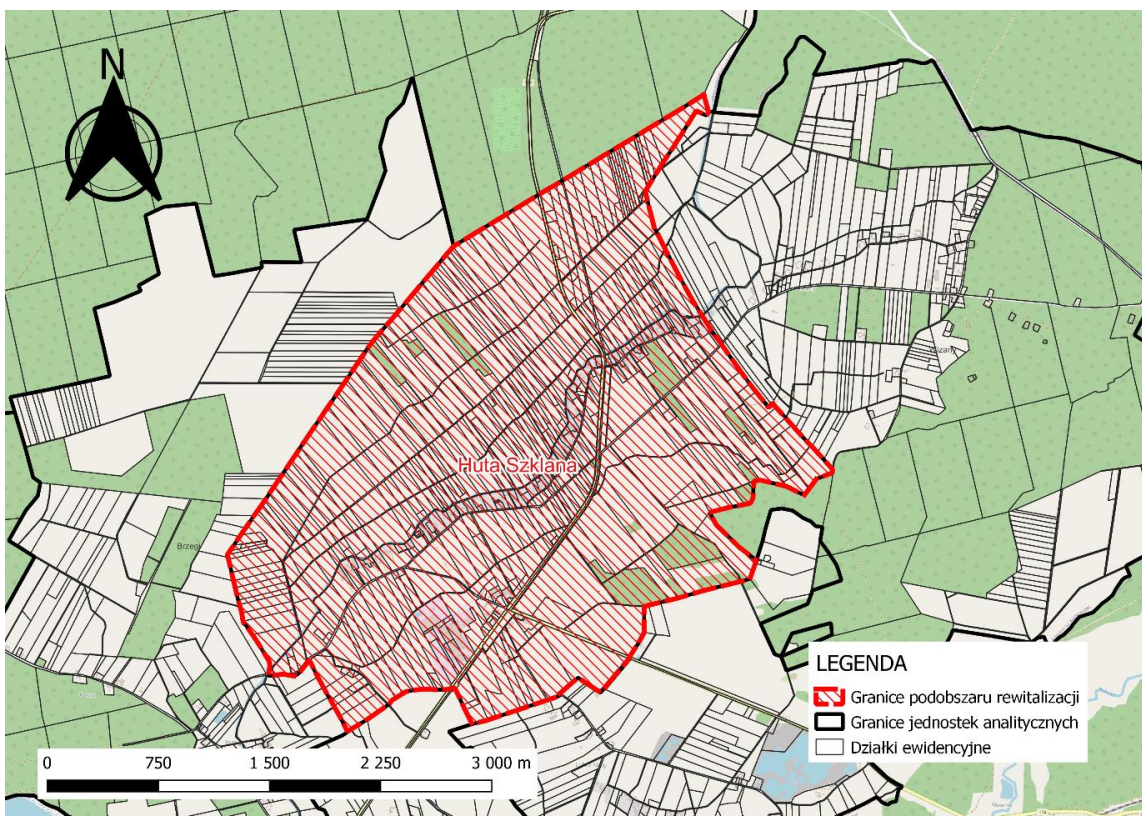 N
Huta Szklana
Brzegi
LEGENDA
Granice podobszaru rewitalizacji
Granice jednostek analitycznych
Działki ewidencyjne
0 750 1 500 2 250 3 000 m